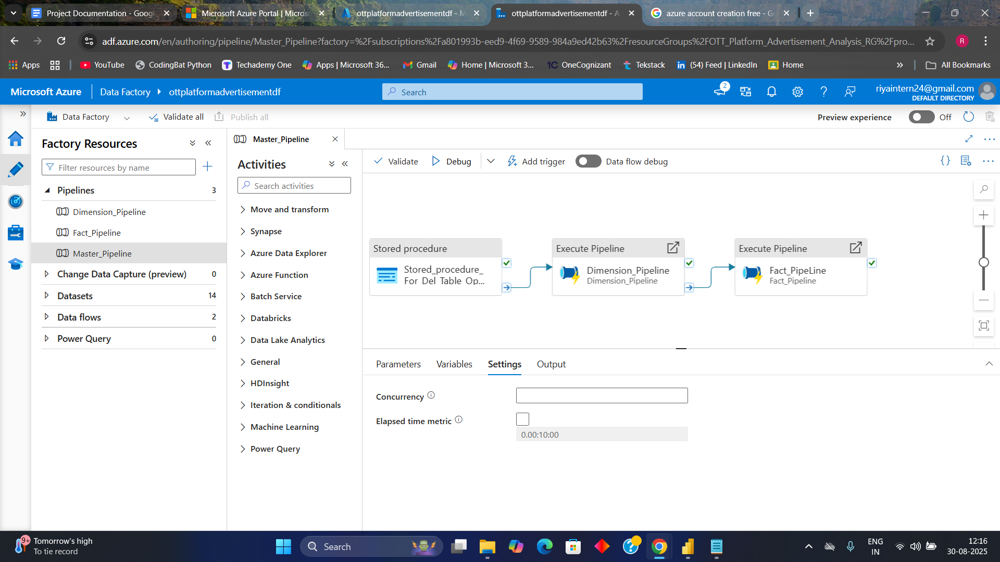 Project Documentation - Googl
Microsoft Azure Portal | Micros
ottplatformadvertisementdf - M
ottplatformadvertisementdf - A
azure account creation free - G
adf.azure.com/en/authoring/pipeline/Master_Pipeline?factory=%2Fsubscriptions%2Fa801993b-eed9-4f69-9589-984a9ed42b63%2FresourceGroups%2FOTT_Platform_Advertisement_Analysis_RG%2Fpro...
R
Apps
YouTube
CodingBat Python
Techademy One
Apps | Microsoft 36...
Gmail
Home | Microsoft 3...
1C OneCognizant
Tekstack
(54) Feed | LinkedIn
Home
All Bookmarks
Microsoft Azure
Data Factory
ottplatformadvertisementdf
Search
2
riyaintern24@gmail.com
DEFAULT DIRECTORY
Data Factory
Validate all
Publish all
Preview experience
Off
Factory Resources
Filter resources by name
Pipelines 3
Dimension_Pipeline
Fact_Pipeline
Master_Pipeline
Change Data Capture (preview) 0
Datasets 14
Data flows 2
Power Query 0
Master_Pipeline
Activities
Search activities
Move and transform
Synapse
Azure Data Explorer
Azure Function
Batch Service
Databricks
Data Lake Analytics
General
HDInsight
Iteration & conditionals
Machine Learning
Power Query
Validate
Debug
Add trigger
Data flow debug
Stored procedure
Stored_procedure_
For_Del_Table_Op...
Execute Pipeline
Dimension_Pipeline
Dimension_Pipeline
Execute Pipeline
Fact_PipeLine
Fact_Pipeline
Parameters
Variables
Settings
Output
Concurrency
Elapsed time metric
0.00:10:00
9+
Tomorrow's high
To tie record
Search
ENG
IN
12:16
30-08-2025